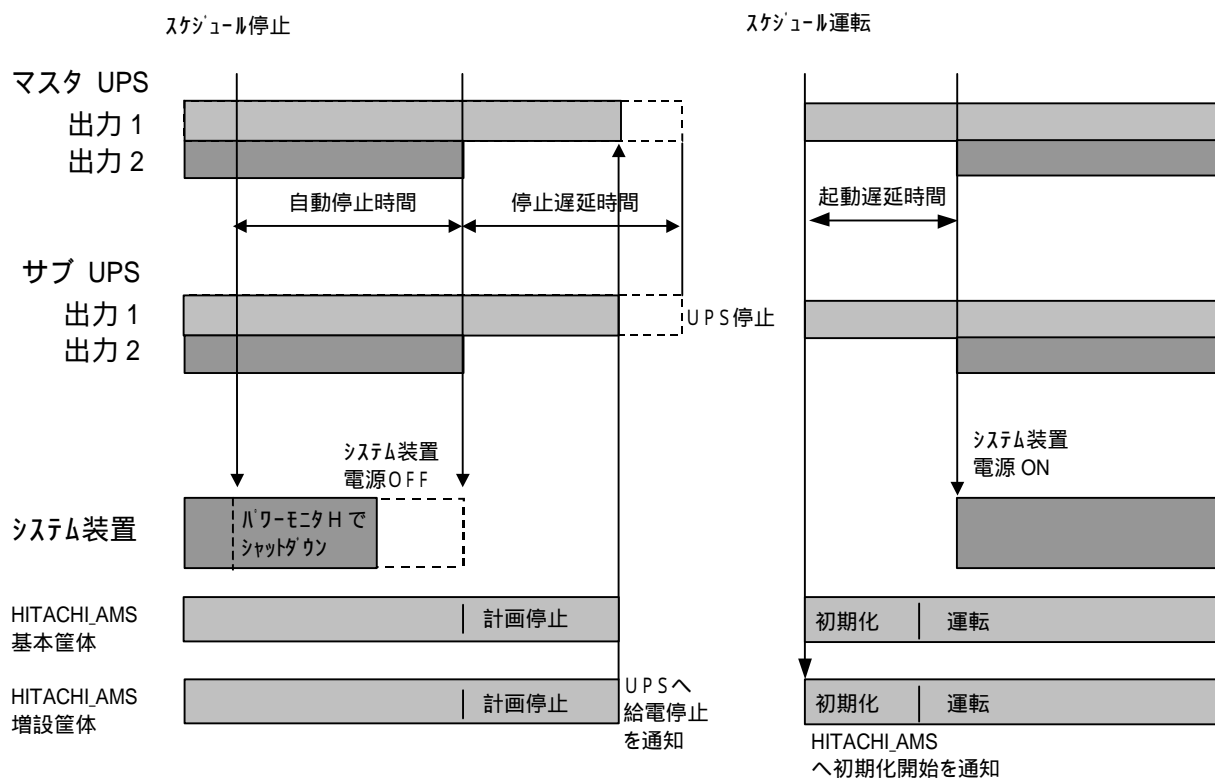 ｽｹｼﾞｭｰﾙ停止
ｽｹｼﾞｭｰﾙ運転
マスタ UPS
出力 1
出力 2
自動停止時間
停止遅延時間
起動遅延時間
サブ UPS
出力 1
出力 2
ＵＰＳ停止
ｼｽﾃﾑ装置
電源ＯＦＦ
ｼｽﾃﾑ装置
電源 ON
ｼｽﾃﾑ装置
ﾊﾟﾜｰﾓﾆﾀ H で
ｼｬｯﾄﾀﾞｳﾝ
HITACHI_AMS
基本筐体
計画停止
初期化
運転
HITACHI_AMS
増設筐体
計画停止
ＵＰＳへ
給電停止
を通知
初期化
運転
HITACHI_AMS
へ初期化開始を通知